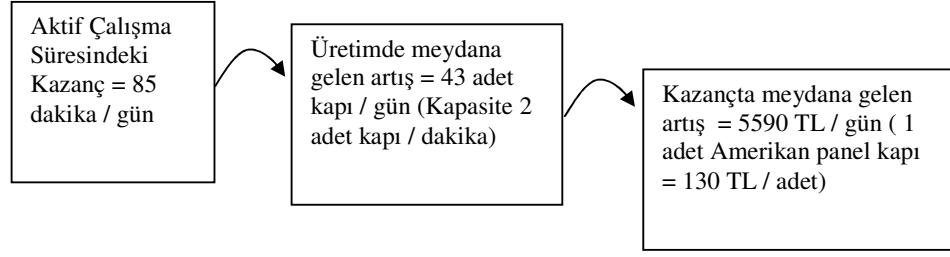 Aktif Çalışma
Süresindeki
Kazanç = 85
dakika / gün
Üretimde meydana
gelen artış = 43 adet
kapı / gün (Kapasite 2
adet kapı / dakika)
Kazançta meydana gelen
artış  = 5590 TL / gün ( 1
adet Amerikan panel kapı
= 130 TL / adet)